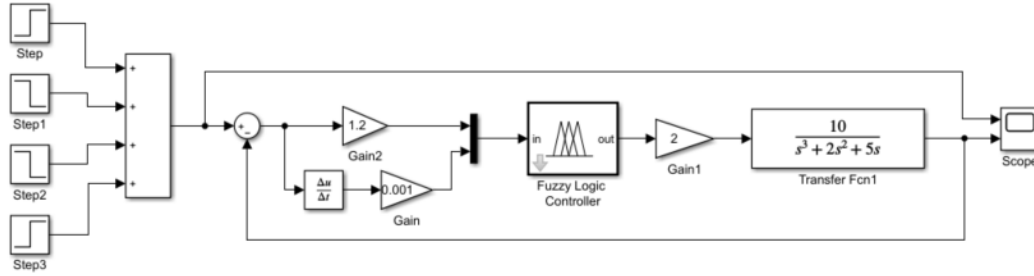 Step
Step1
Step2
Step3
+
+
+
+
+
−
1.2
Gain2
Δu
Δt
0.001
Gain
in
out
Fuzzy Logic
Controller
2
Gain1
10
s³ + 2s² + 5s
Transfer Fcn1
Scope